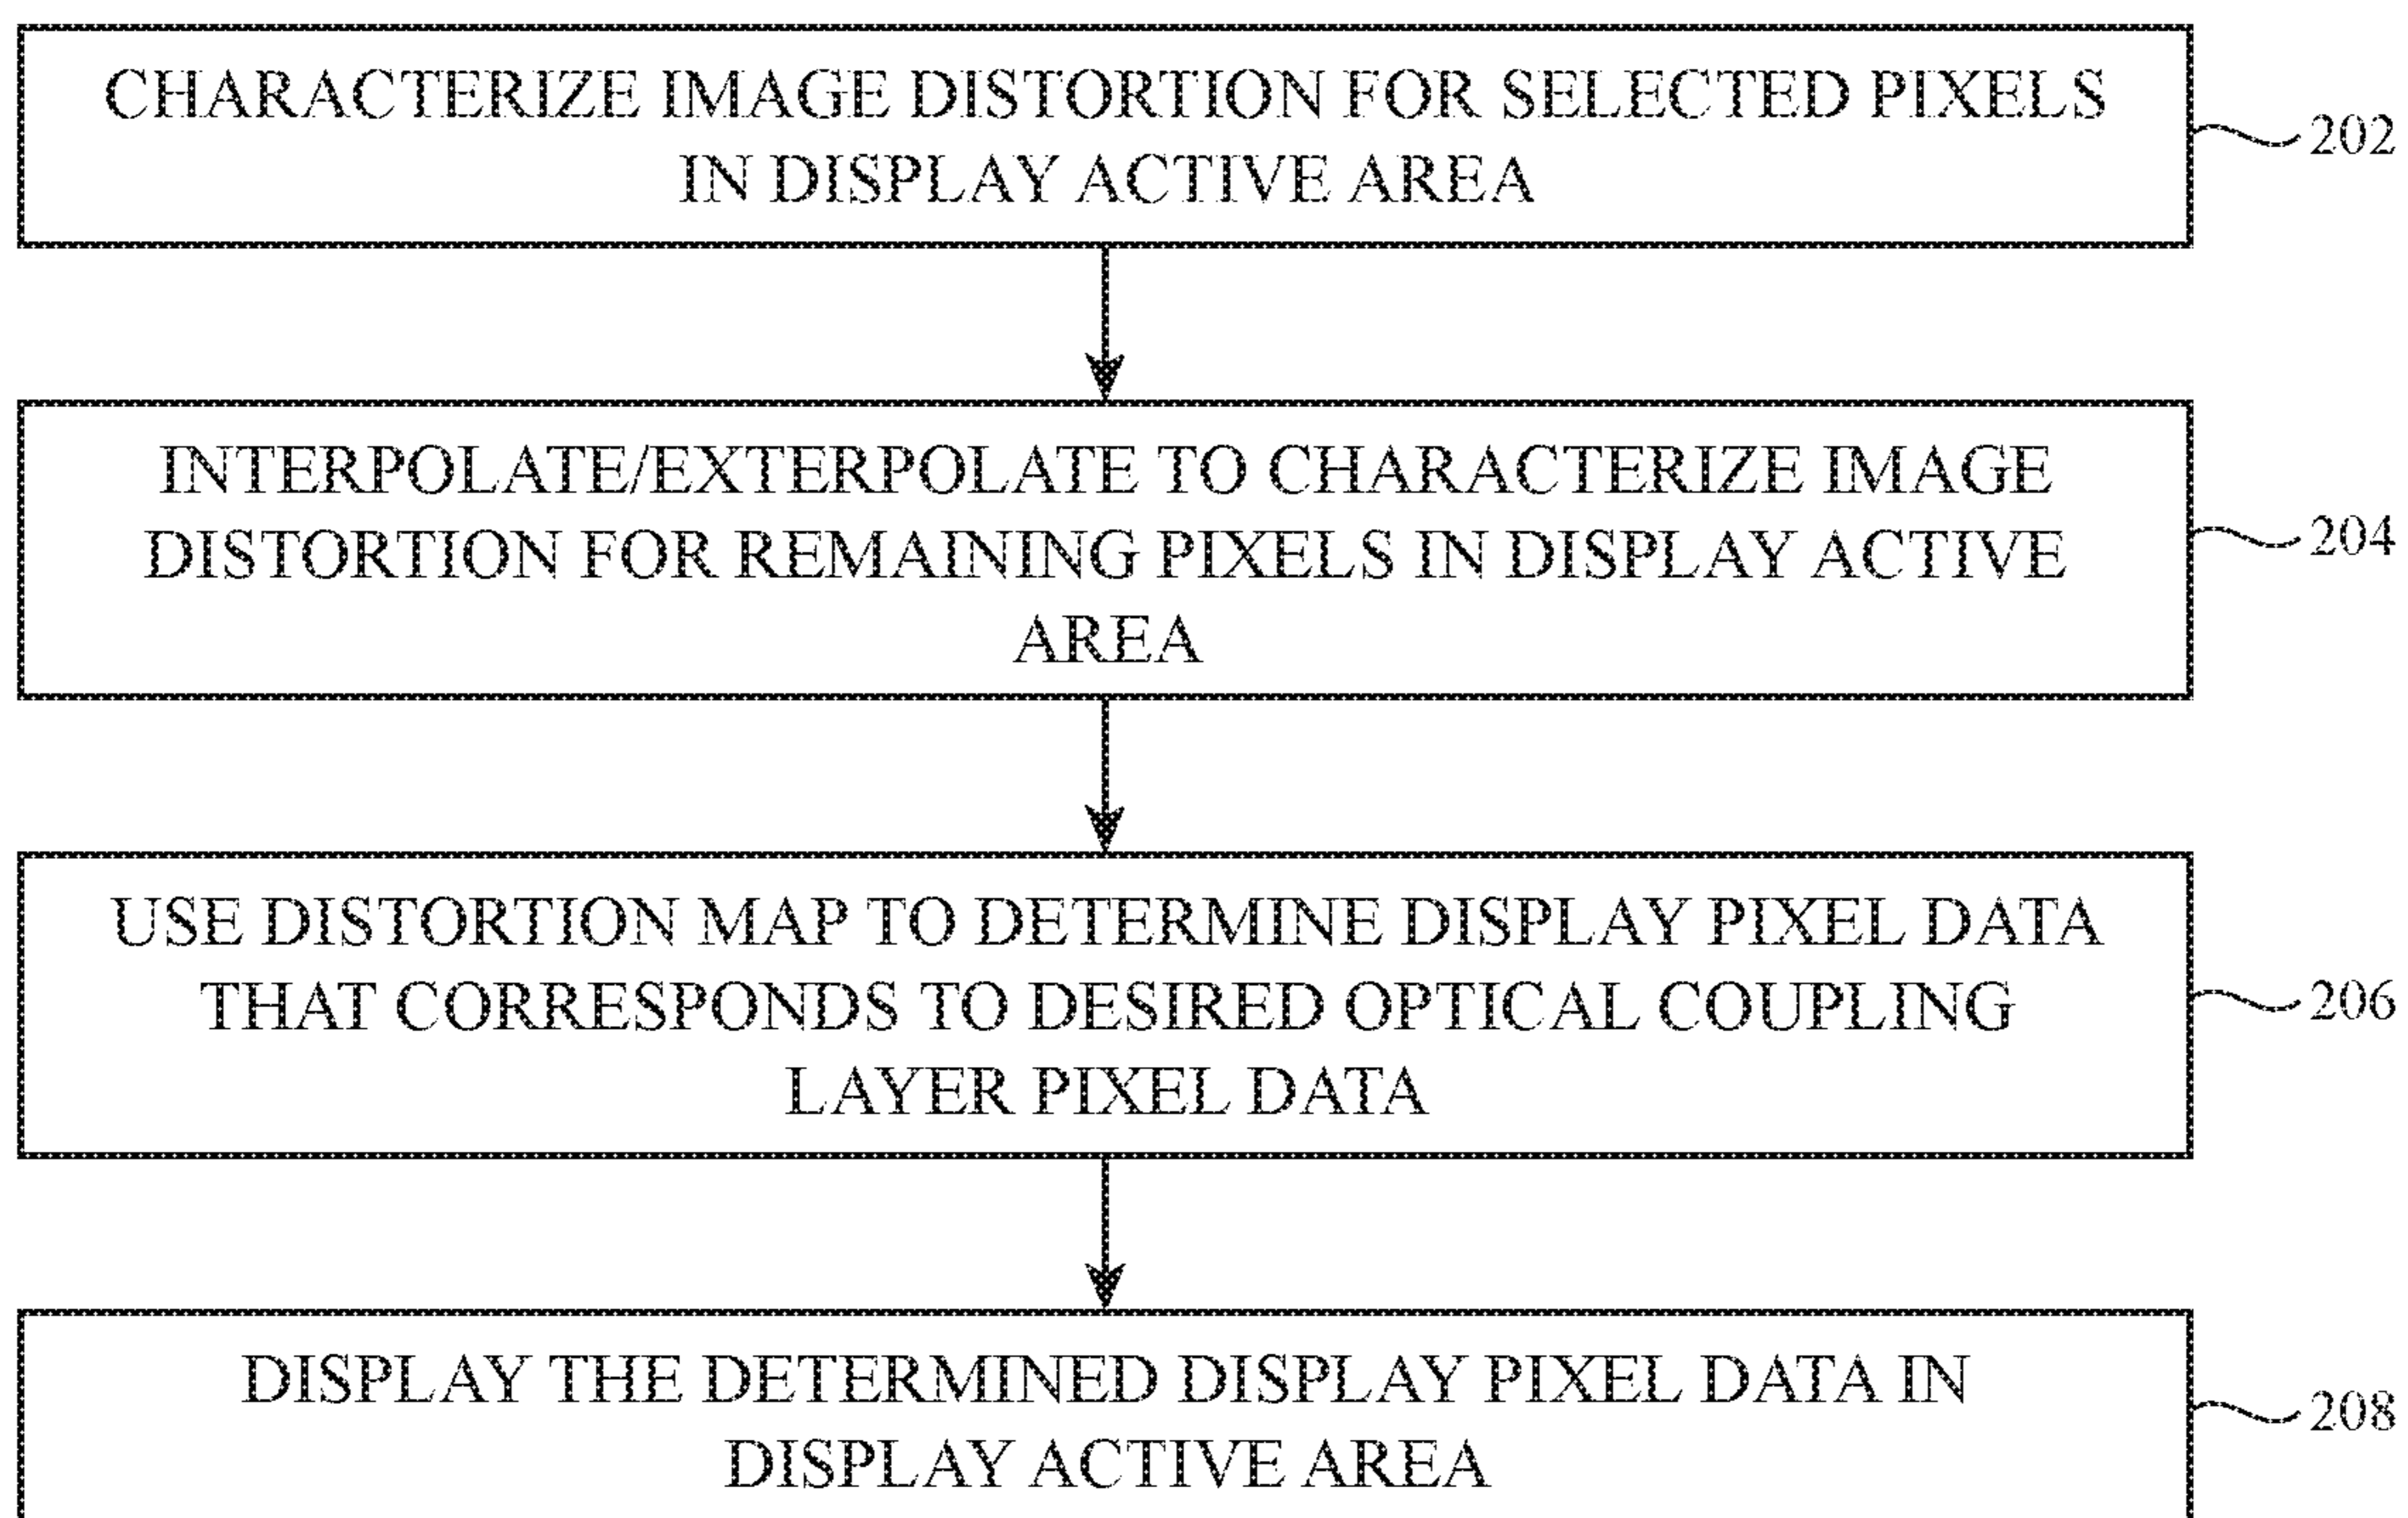 CHARACTERIZE IMAGE DISTORTION FOR SELECTED PIXELS
IN DISPLAY ACTIVE AREA
202
INTERPOLATE/EXTERPOLATE TO CHARACTERIZE IMAGE
DISTORTION FOR REMAINING PIXELS IN DISPLAY ACTIVE
AREA
204
USE DISTORTION MAP TO DETERMINE DISPLAY PIXEL DATA
THAT CORRESPONDS TO DESIRED OPTICAL COUPLING
LAYER PIXEL DATA
206
DISPLAY THE DETERMINED DISPLAY PIXEL DATA IN
DISPLAY ACTIVE AREA
208